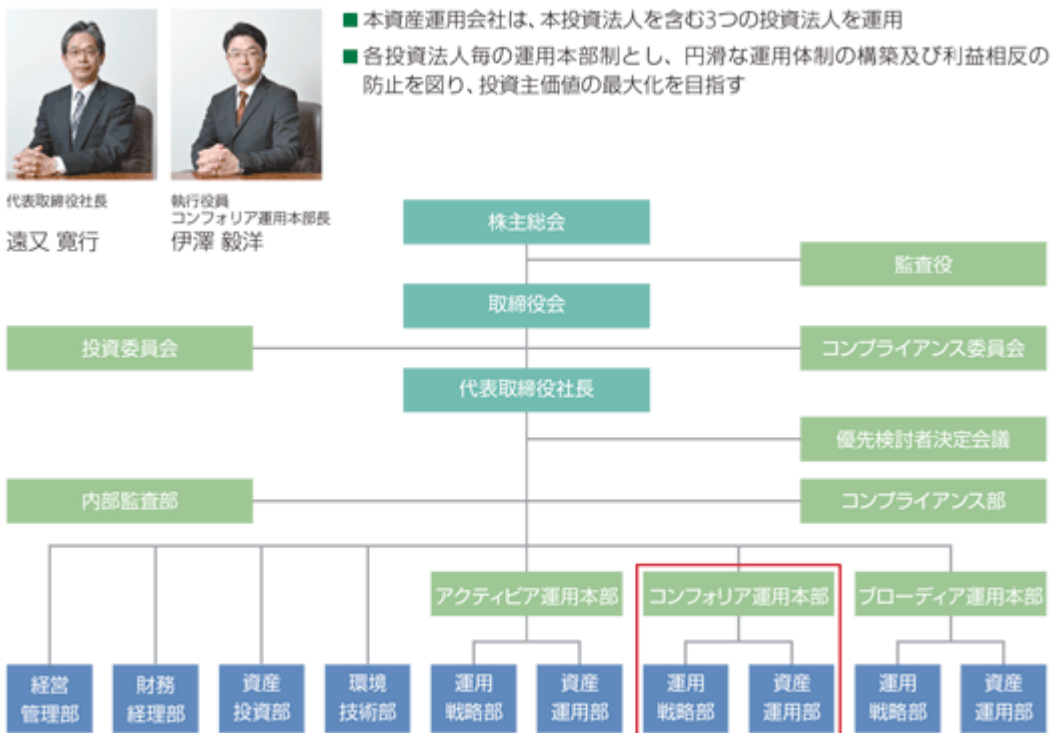 ■ 本資産運用会社は、本投資法人を含む3つの投資法人を運用
■ 各投資法人毎の運用本部制とし、円滑な運用体制の構築及び利益相反の
防止を図り、投資主価値の最大化を目指す
代表取締役社長
遠又 寛行
執行役員
コンフォリア運用本部長
伊澤 毅洋
株主総会
監査役
取締役会
投資委員会
コンプライアンス委員会
代表取締役社長
優先検討者決定会議
内部監査部
コンプライアンス部
アクティビア運用本部
コンフォリア運用本部
ブローディア運用本部
経営
管理部
財務
経理部
資産
投資部
環境
技術部
運用
戦略部
資産
運用部
運用
戦略部
資産
運用部
運用
戦略部
資産
運用部